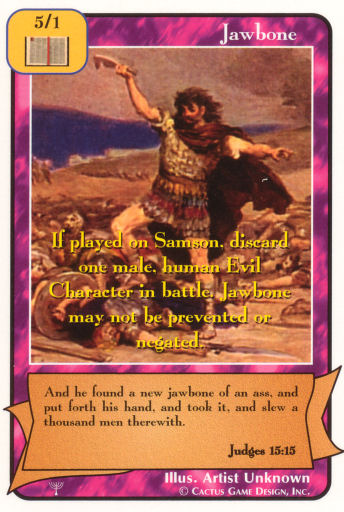 5/1
Jawbone
If played on Samson, discard
one male, human Evil
Character in battle. Jawbone
may not be prevented or
negated.
And he found a new jawbone of an ass, and
put forth his hand, and took it, and slew a
thousand men therewith.
Judges 15:15
Illus. Artist Unknown
© Cactus Game Design, Inc.